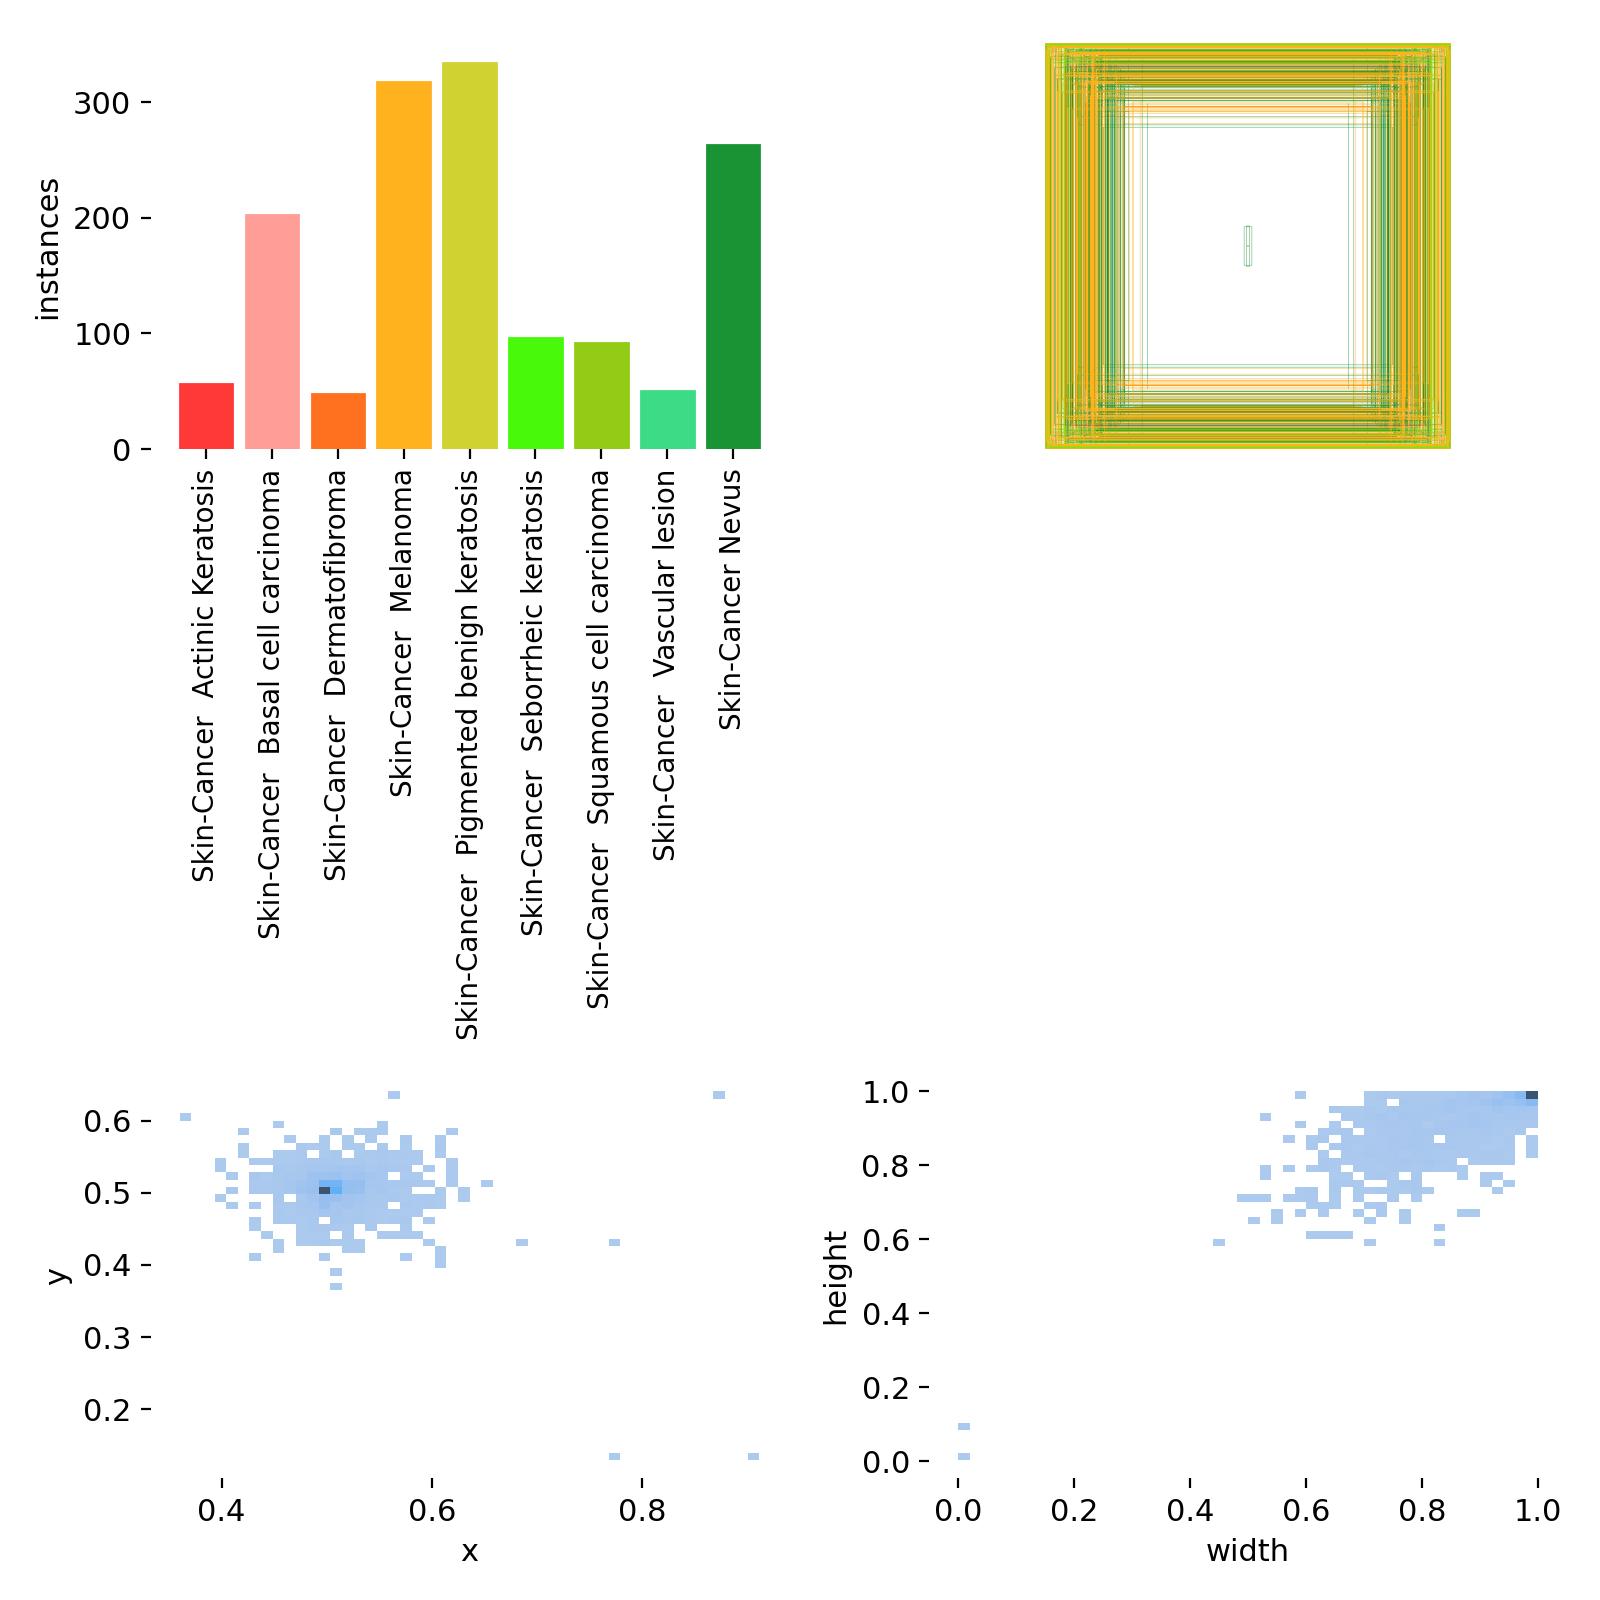 instances
300
200
100
0
Skin-Cancer  Actinic Keratosis
Skin-Cancer  Basal cell carcinoma
Skin-Cancer  Dermatofibroma
Skin-Cancer  Melanoma
Skin-Cancer  Pigmented benign keratosis
Skin-Cancer  Seborrheic keratosis
Skin-Cancer  Squamous cell carcinoma
Skin-Cancer  Vascular lesion
Skin-Cancer Nevus
y
0.6
0.5
0.4
0.3
0.2
0.4 0.6 0.8
x
height
1.0
0.8
0.6
0.4
0.2
0.0
0.0 0.2 0.4 0.6 0.8 1.0
width